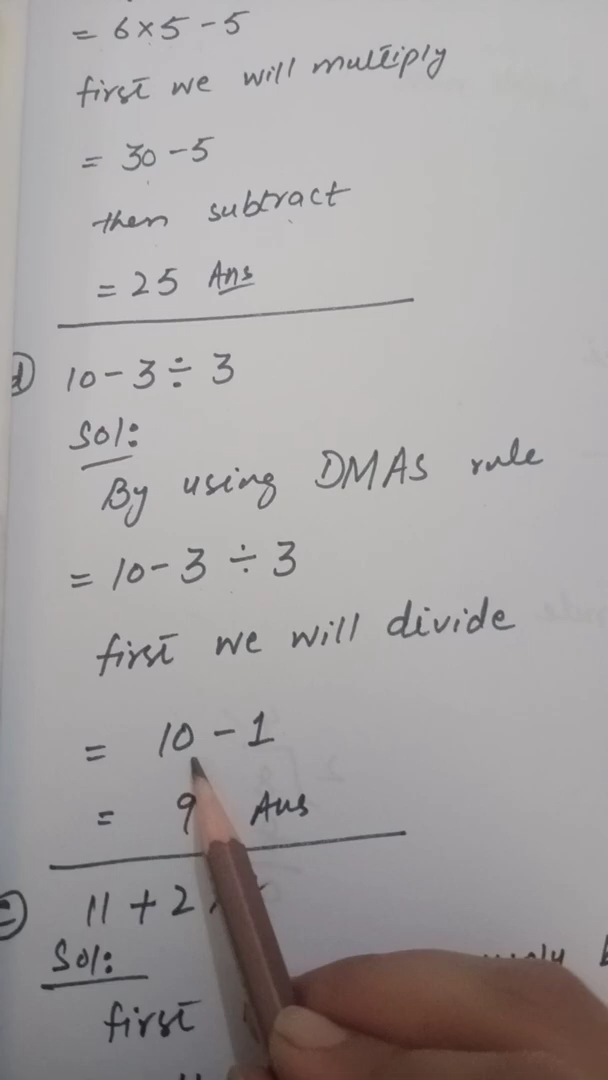 = 6×5-5
first we will multiply
= 30-5
then subtract
= 25 Ans
d) 10-3÷3
Sol:
By using DMAS rule
= 10-3÷3
first we will divide
= 10-1
= 9 Ans
11+2
Sol:
first